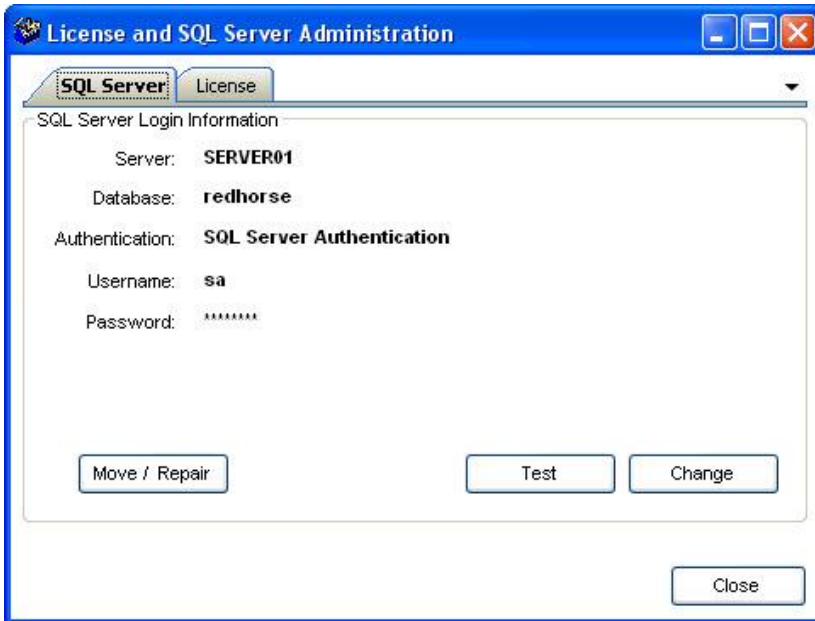 License and SQL Server Administration
SQL Server License
SQL Server Login Information
Server: SERVER01
Database: redhorse
Authentication: SQL Server Authentication
Username: sa
Password: ********
Move / Repair Test Change
Close